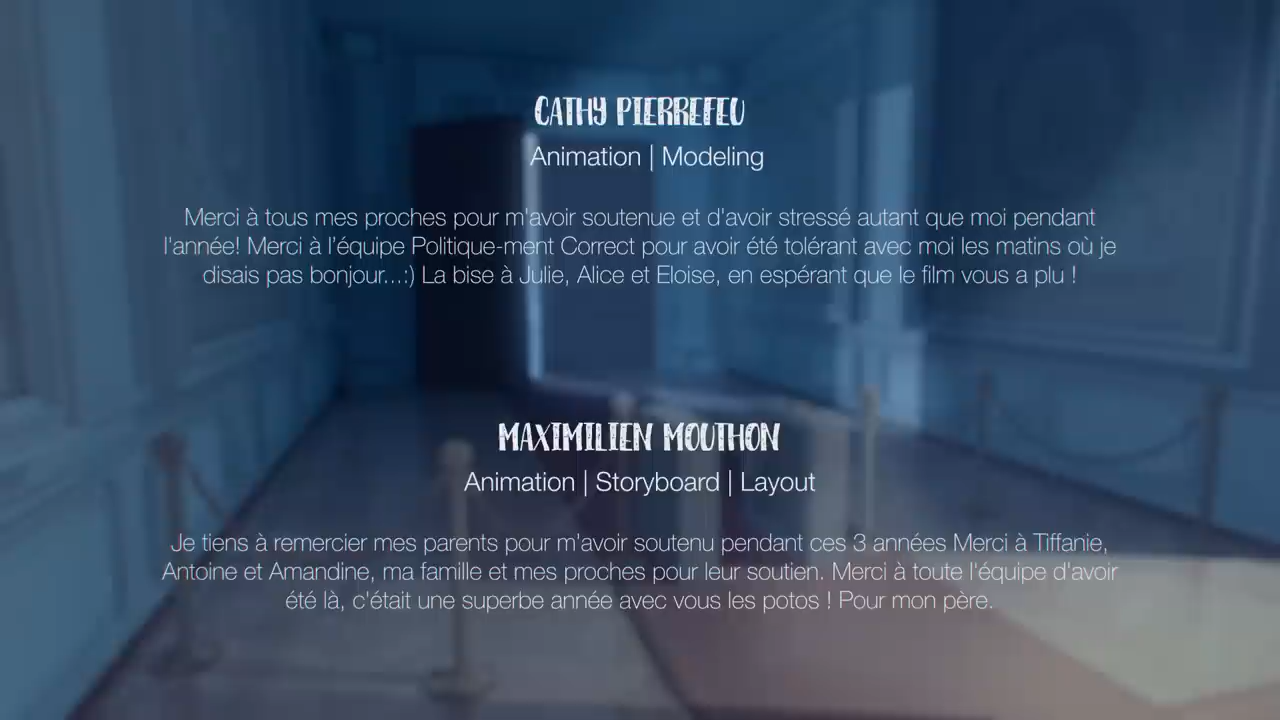 CATHY PIERREFEU
Animation | Modeling
Merci à tous mes proches pour m'avoir soutenue et d'avoir stressé autant que moi pendant
l'année! Merci à l'équipe Politique-ment Correct pour avoir été tolérant avec moi les matins où je
disais pas bonjour...:) La bise à Julie, Alice et Eloise, en espérant que le film vous a plu !
MAXIMILIEN MOUTHON
Animation | Storyboard | Layout
Je tiens à remercier mes parents pour m'avoir soutenu pendant ces 3 années Merci à Tiffanie,
Antoine et Amandine, ma famille et mes proches pour leur soutien. Merci à toute l'équipe d'avoir
été là, c'était une superbe année avec vous les potos ! Pour mon père.